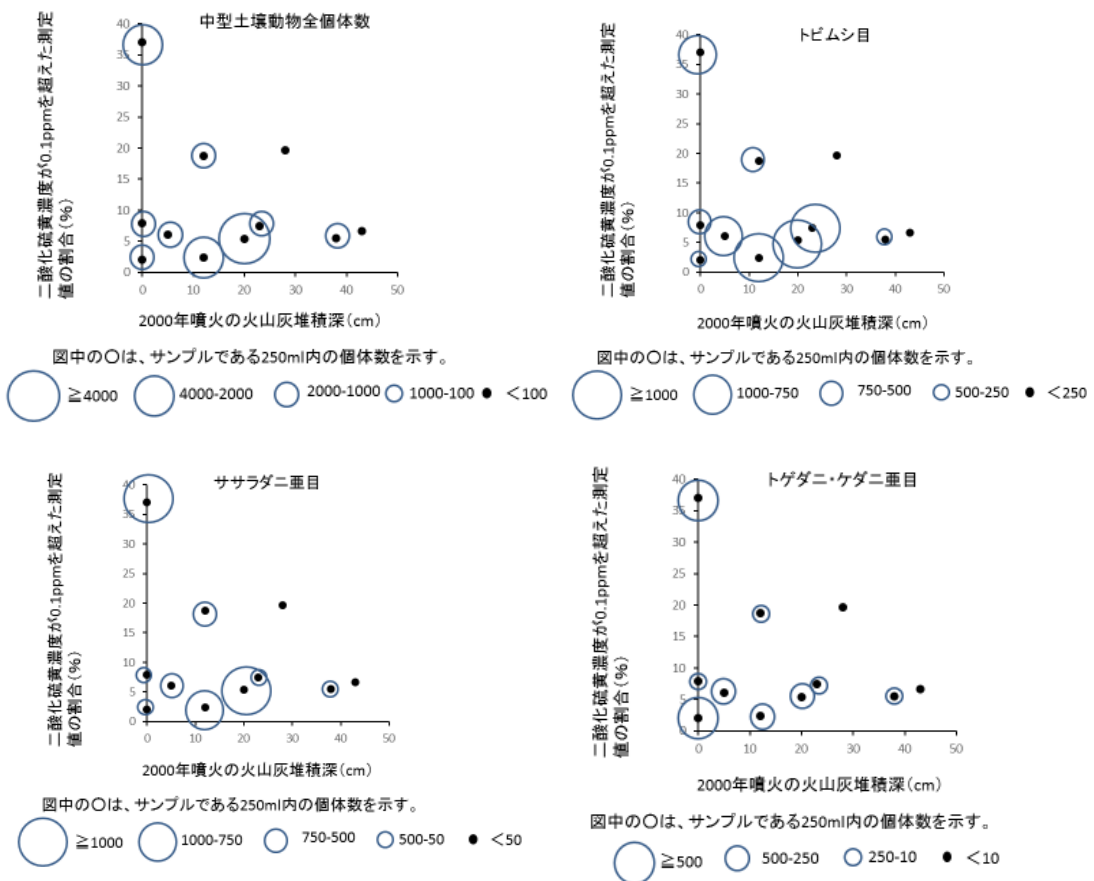 中型土壌動物全個体数
二酸化硫黄濃度が0.1ppmを超えた測定
値の割合(%)
40
35
30
25
20
15
10
5
0
0 10 20 30 40 50
2000年噴火の火山灰堆積深(cm)
図中の〇は、サンプルである250ml内の個体数を示す。
≧4000 4000-2000 2000-1000 1000-100 <100
トビムシ目
二酸化硫黄濃度が0.1ppmを超えた測定
値の割合(%)
40
35
30
25
20
15
10
5
0
0 10 20 30 40 50
2000年噴火の火山灰堆積深(cm)
図中の〇は、サンプルである250ml内の個体数を示す。
≧1000 1000-750 750-500 500-250 <250
ササラダニ亜目
二酸化硫黄濃度が0.1ppmを超えた測定
値の割合(%)
40
35
30
25
20
15
10
5
0
0 10 20 30 40 50
2000年噴火の火山灰堆積深(cm)
図中の〇は、サンプルである250ml内の個体数を示す。
≧1000 1000-750 750-500 500-50 <50
トゲダニ・ケダニ亜目
二酸化硫黄濃度が0.1ppmを超えた測定
値の割合(%)
40
35
30
25
20
15
10
5
0
0 10 20 30 40 50
2000年噴火の火山灰堆積深(cm)
図中の〇は、サンプルである250ml内の個体数を示す。
≧500 500-250 250-10 <10